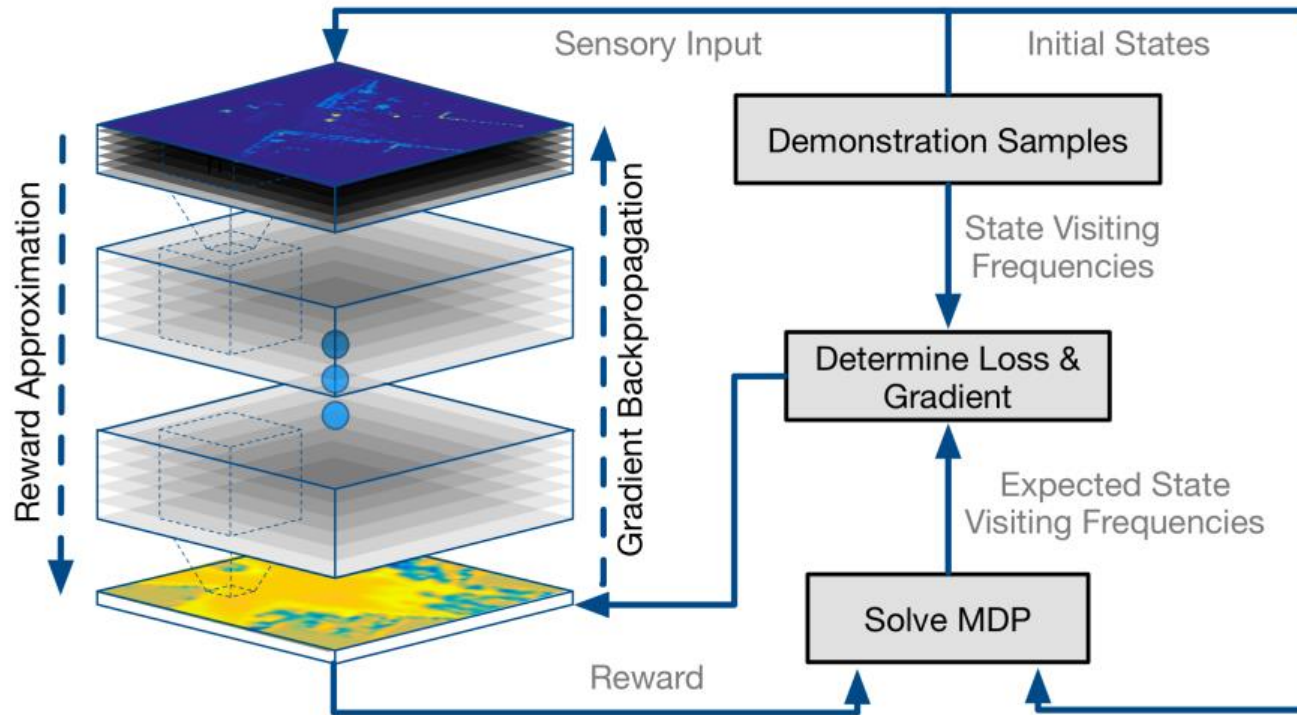 Sensory Input
Initial States
Demonstration Samples
Reward Approximation
Gradient Backpropagation
State Visiting
Frequencies
Determine Loss &
Gradient
Expected State
Visiting Frequencies
Solve MDP
Reward